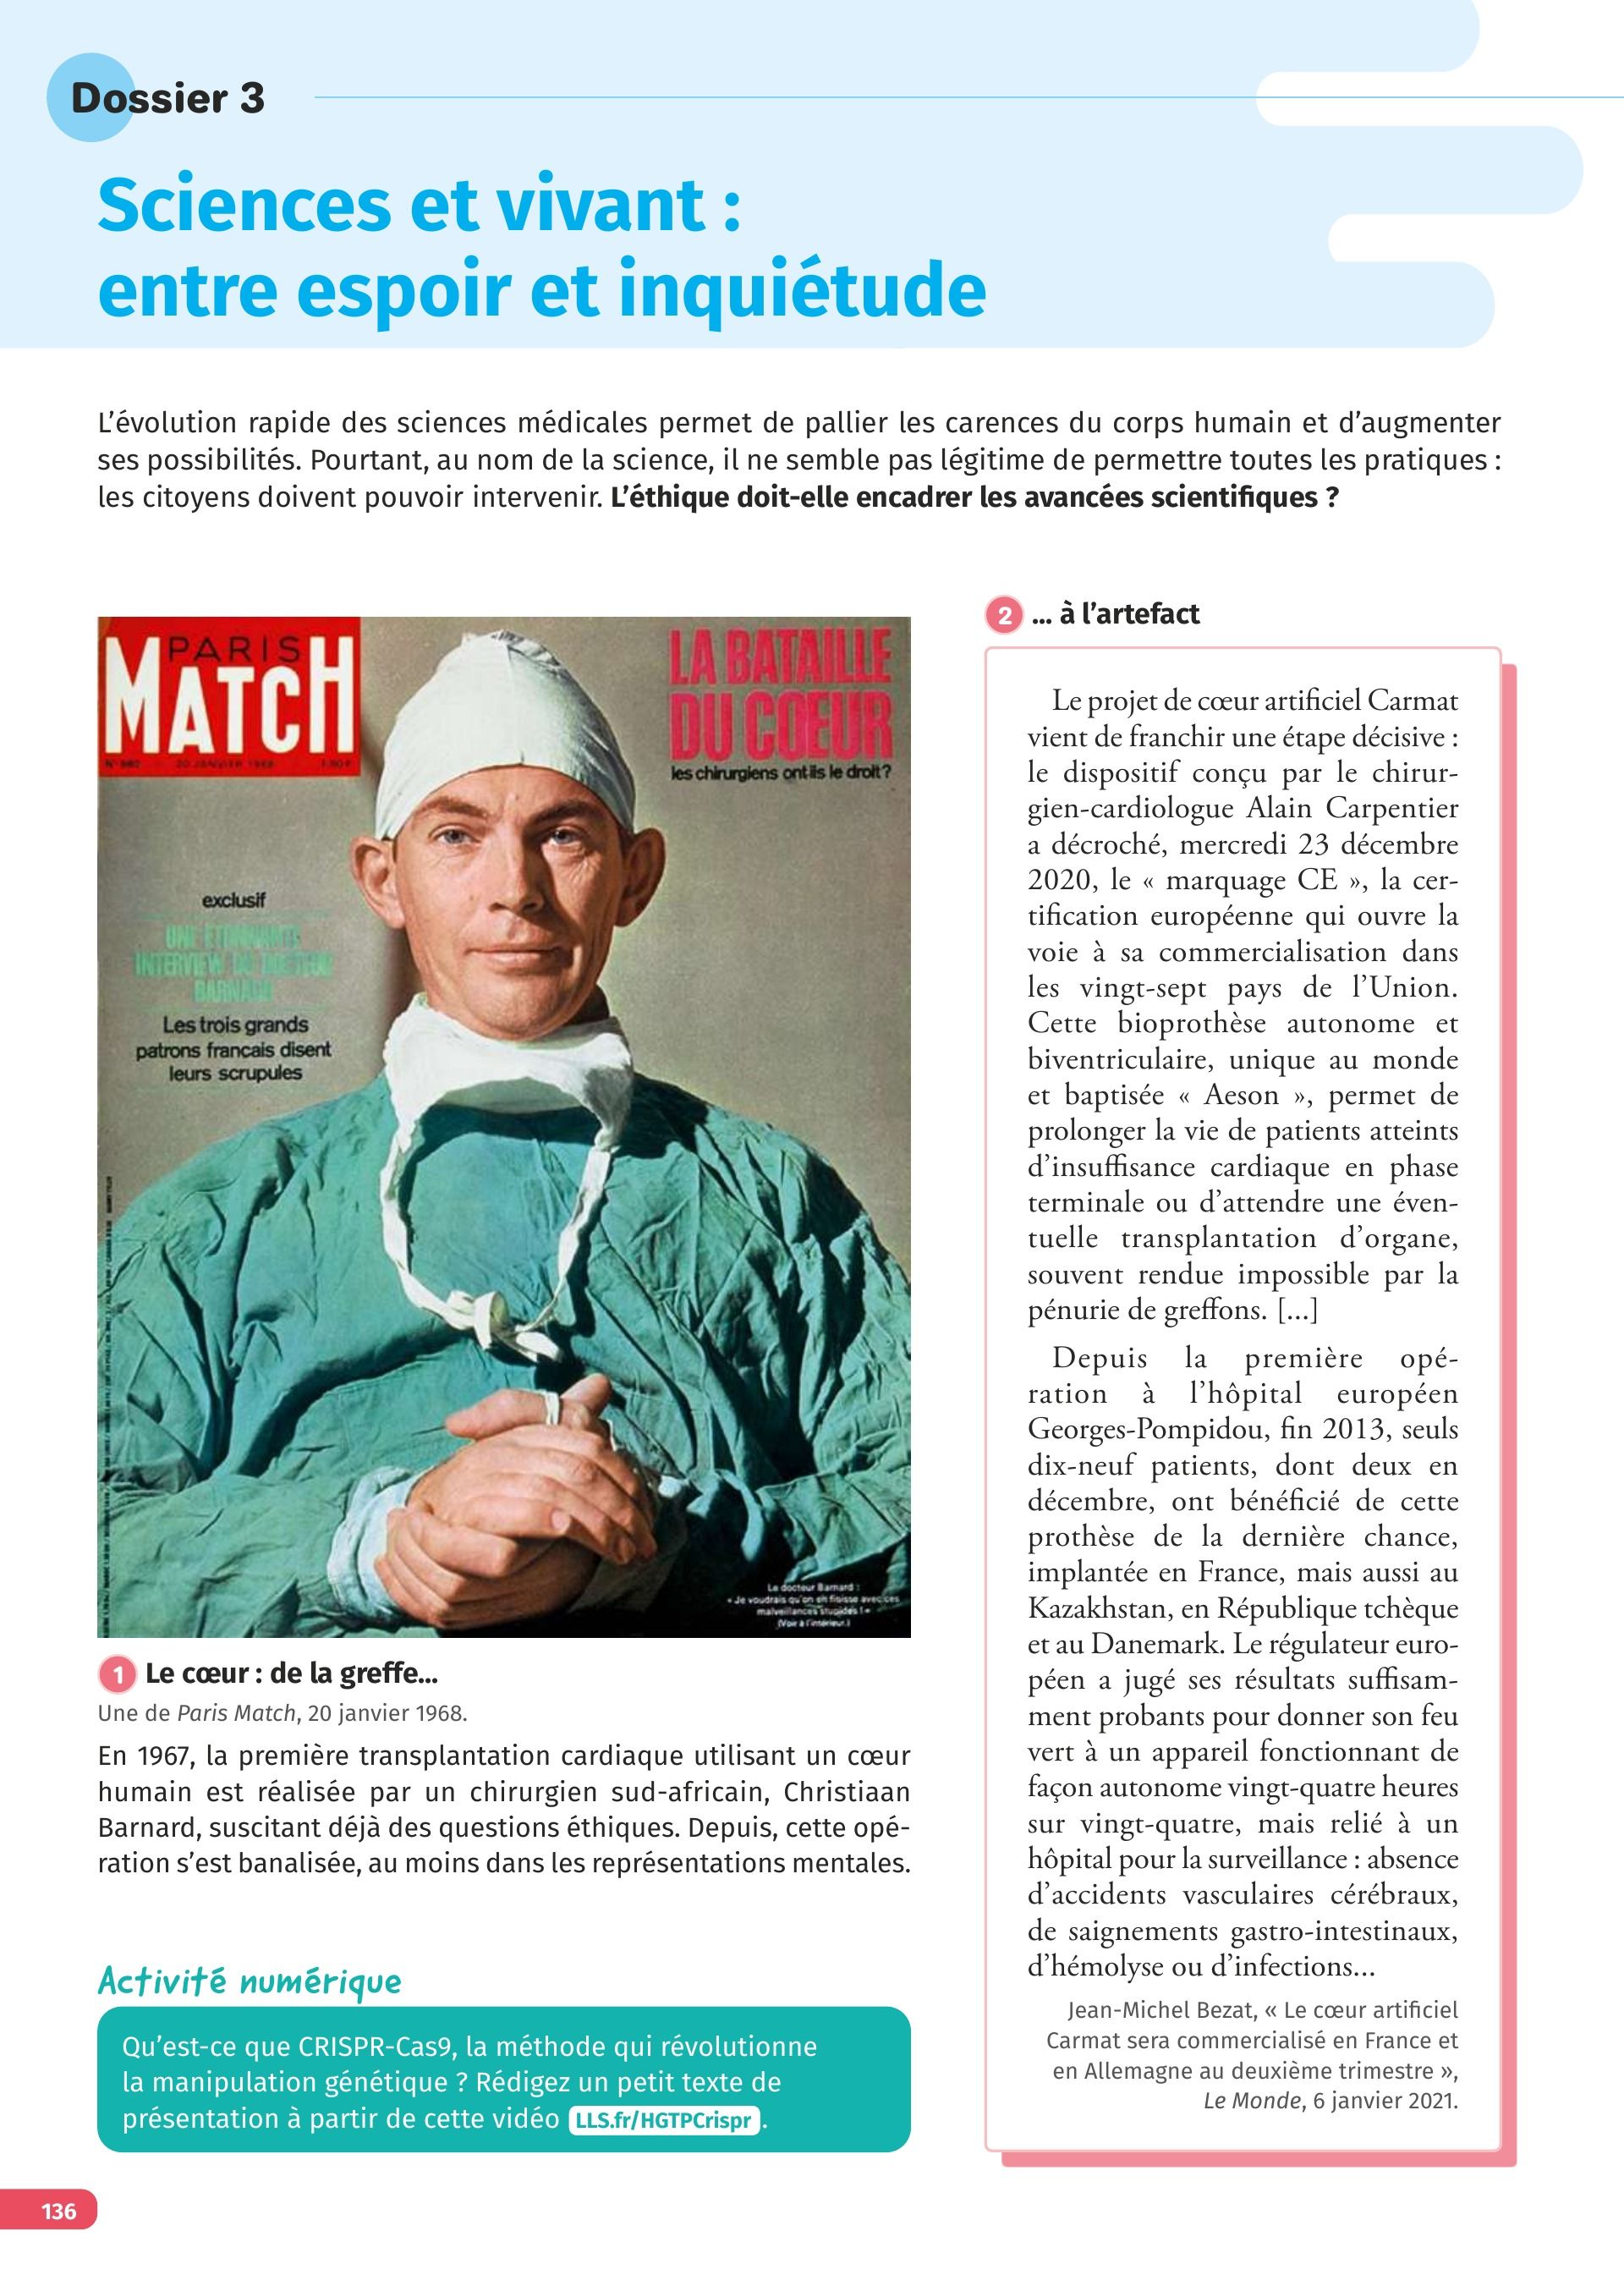 Dossier 3
Sciences et vivant :
entre espoir et inquiétude
L’évolution rapide des sciences médicales permet de pallier les carences du corps humain et d’augmenter
ses possibilités. Pourtant, au nom de la science, il ne semble pas légitime de permettre toutes les pratiques :
les citoyens doivent pouvoir intervenir. L’éthique doit-elle encadrer les avancées scientifiques ?
PARIS
MATCH
20 JANVIER 1968
LA BATAILLE
DU CŒUR
les chirurgiens ont-ils le droit?
exclusif
UNE ETONNANTE
INTERVIEW DU DOCTEUR
BARNARD
Les trois grands
patrons francais disent
leurs scrupules
Le docteur Barnard :
« Je voudrais qu'on en finisse avec ces
malveillances stupides ! »
(Voir à l'intérieur.)
1 Le cœur : de la greffe…
Une de Paris Match, 20 janvier 1968.
En 1967, la première transplantation cardiaque utilisant un cœur
humain est réalisée par un chirurgien sud-africain, Christiaan
Barnard, suscitant déjà des questions éthiques. Depuis, cette opé-
ration s’est banalisée, au moins dans les représentations mentales.
Activité numérique
Qu’est-ce que CRISPR-Cas9, la méthode qui révolutionne
la manipulation génétique ? Rédigez un petit texte de
présentation à partir de cette vidéo LLS.fr/HGTPCrispr .
2 … à l’artefact
Le projet de cœur artificiel Carmat
vient de franchir une étape décisive :
le dispositif conçu par le chirur-
gien-cardiologue Alain Carpentier
a décroché, mercredi 23 décembre
2020, le « marquage CE », la cer-
tification européenne qui ouvre la
voie à sa commercialisation dans
les vingt-sept pays de l’Union.
Cette bioprothèse autonome et
biventriculaire, unique au monde
et baptisée « Aeson », permet de
prolonger la vie de patients atteints
d’insuffisance cardiaque en phase
terminale ou d’attendre une éven-
tuelle transplantation d’organe,
souvent rendue impossible par la
pénurie de greffons. […]
Depuis la première opé-
ration à l’hôpital européen
Georges-Pompidou, fin 2013, seuls
dix-neuf patients, dont deux en
décembre, ont bénéficié de cette
prothèse de la dernière chance,
implantée en France, mais aussi au
Kazakhstan, en République tchèque
et au Danemark. Le régulateur euro-
péen a jugé ses résultats suffisam-
ment probants pour donner son feu
vert à un appareil fonctionnant de
façon autonome vingt-quatre heures
sur vingt-quatre, mais relié à un
hôpital pour la surveillance : absence
d’accidents vasculaires cérébraux,
de saignements gastro-intestinaux,
d’hémolyse ou d’infections…
Jean-Michel Bezat, « Le cœur artificiel
Carmat sera commercialisé en France et
en Allemagne au deuxième trimestre »,
Le Monde, 6 janvier 2021.
136